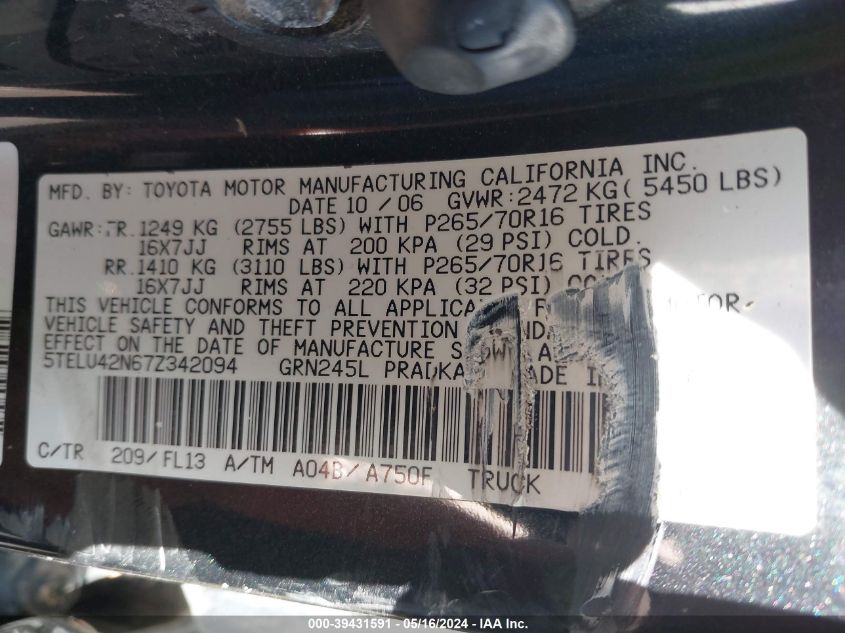 MFD. BY: TOYOTA MOTOR MANUFACTURING CALIFORNIA INC.
DATE 10 / 06 GVWR: 2472 KG( 5450 LBS)
GAWR: FR. 1249 KG (2755 LBS) WITH P265/70R16 TIRES
16X7JJ RIMS AT 200 KPA (29 PSI) COLD.
RR. 1410 KG (3110 LBS) WITH P265/70R16 TIRES
16X7JJ RIMS AT 220 KPA (32 PSI)
THIS VEHICLE CONFORMS TO ALL
VEHICLE SAFETY AND THEFT PREVENTION
EFFECT ON THE DATE OF MANUFACTURE
5TELU42N67Z342094 GRN245L
C/TR 209/FL13 A/TM A04B/A750F TRUCK
000-39431591 - 05/16/2024 - IAA Holdings, LLC.